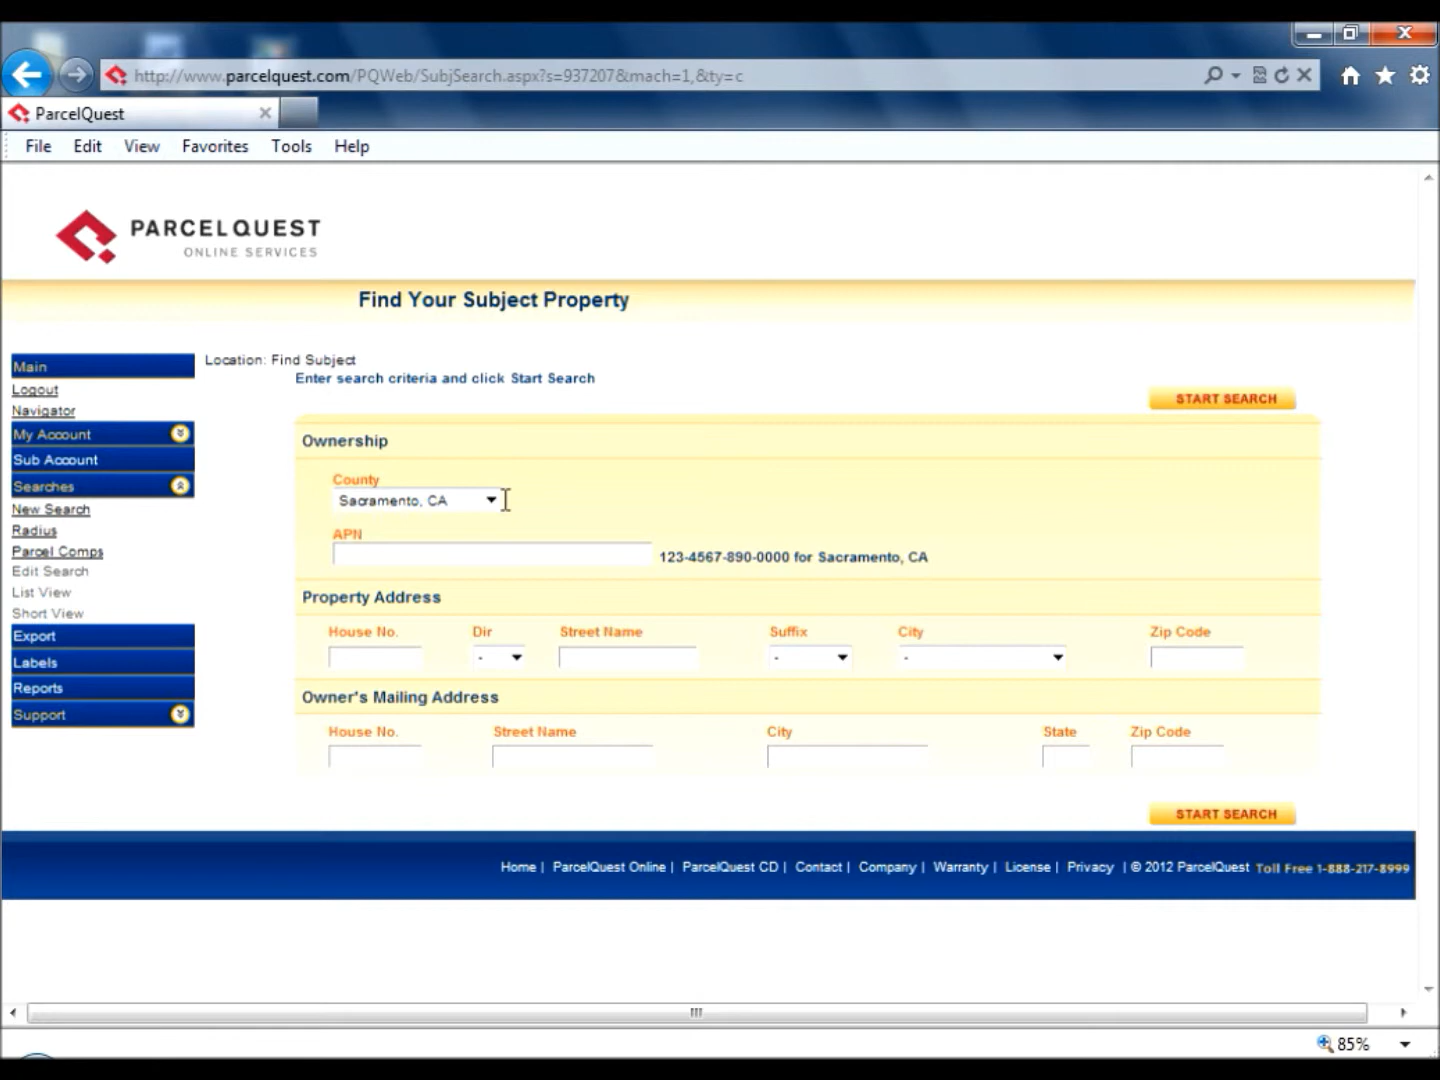 http://www.parcelquest.com/PQWeb/SubjSearch.aspx?s=937207&mach=1,&ty=c
ParcelQuest
File Edit View Favorites Tools Help
PARCELQUEST
ONLINE SERVICES
Find Your Subject Property
Location: Find Subject
Enter search criteria and click Start Search
START SEARCH
Main
Logout
Navigator
My Account
Sub Account
Searches
New Search
Radius
Parcel Comps
Edit Search
List View
Short View
Export
Labels
Reports
Support
Ownership
County
Sacramento, CA
APN
123-4567-890-0000 for Sacramento, CA
Property Address
House No. Dir Street Name Suffix City Zip Code
- - -
Owner's Mailing Address
House No. Street Name City State Zip Code
START SEARCH
Home | ParcelQuest Online | ParcelQuest CD | Contact | Company | Warranty | License | Privacy | © 2012 ParcelQuest Toll Free 1-888-217-8999
85%